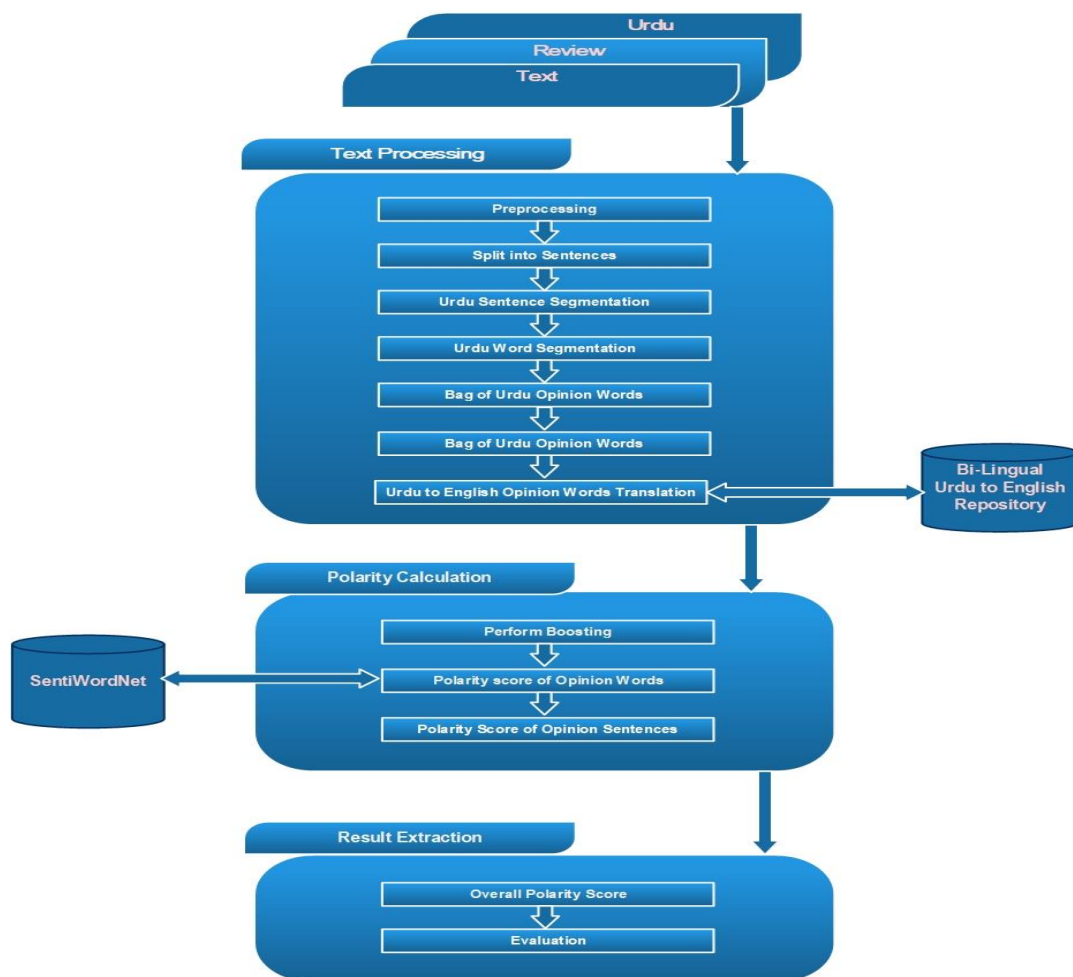 Urdu
Review
Text
Text Processing
Preprocessing
Split into Sentences
Urdu Sentence Segmentation
Urdu Word Segmentation
Bag of Urdu Opinion Words
Bag of Urdu Opinion Words
Urdu to English Opinion Words Translation
Bi-Lingual
Urdu to English
Repository
Polarity Calculation
Perform Boosting
SentiWordNet
Polarity score of Opinion Words
Polarity Score of Opinion Sentences
Result Extraction
Overall Polarity Score
Evaluation